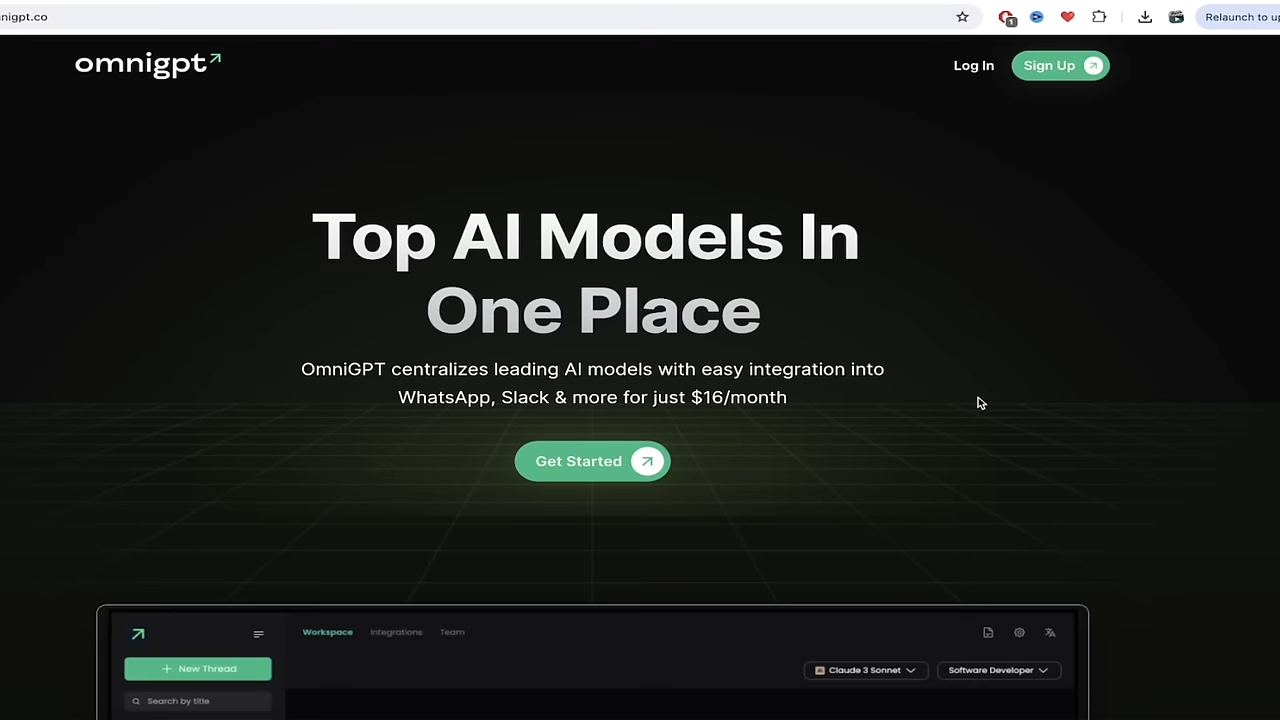 nigpt.co
1
Relaunch to up
omnigpt
Log In
Sign Up
Top AI Models In
One Place
OmniGPT centralizes leading AI models with easy integration into
WhatsApp, Slack & more for just $16/month
Get Started
Workspace
Integrations
Team
+ New Thread
Claude 3 Sonnet
Software Developer
Search by title